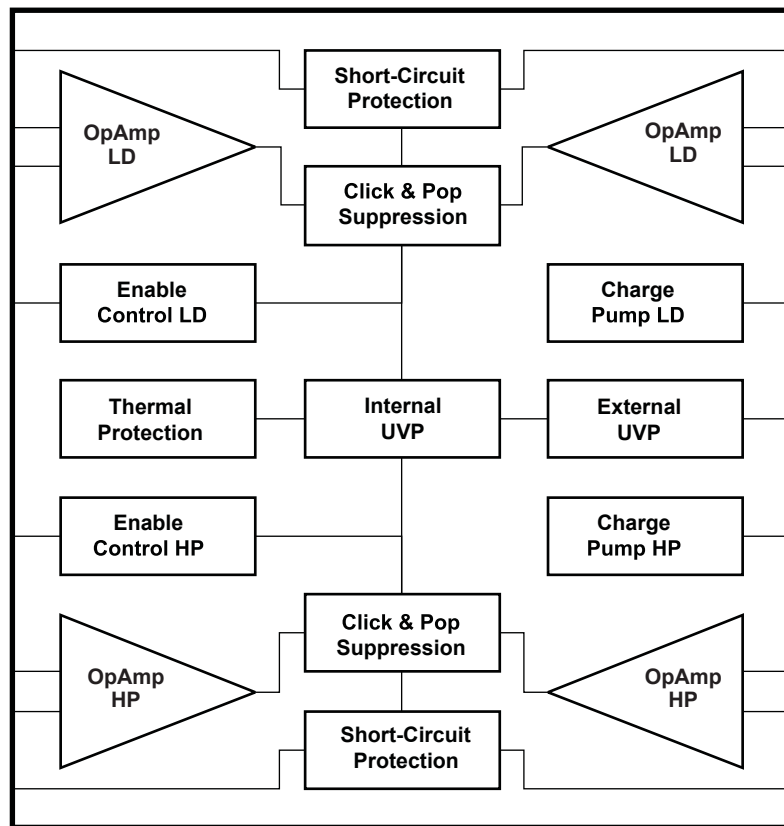 Short-Circuit
Protection
OpAmp
LD
OpAmp
LD
Click & Pop
Suppression
Enable
Control LD
Charge
Pump LD
Thermal
Protection
Internal
UVP
External
UVP
Enable
Control HP
Charge
Pump HP
Click & Pop
Suppression
OpAmp
HP
OpAmp
HP
Short-Circuit
Protection